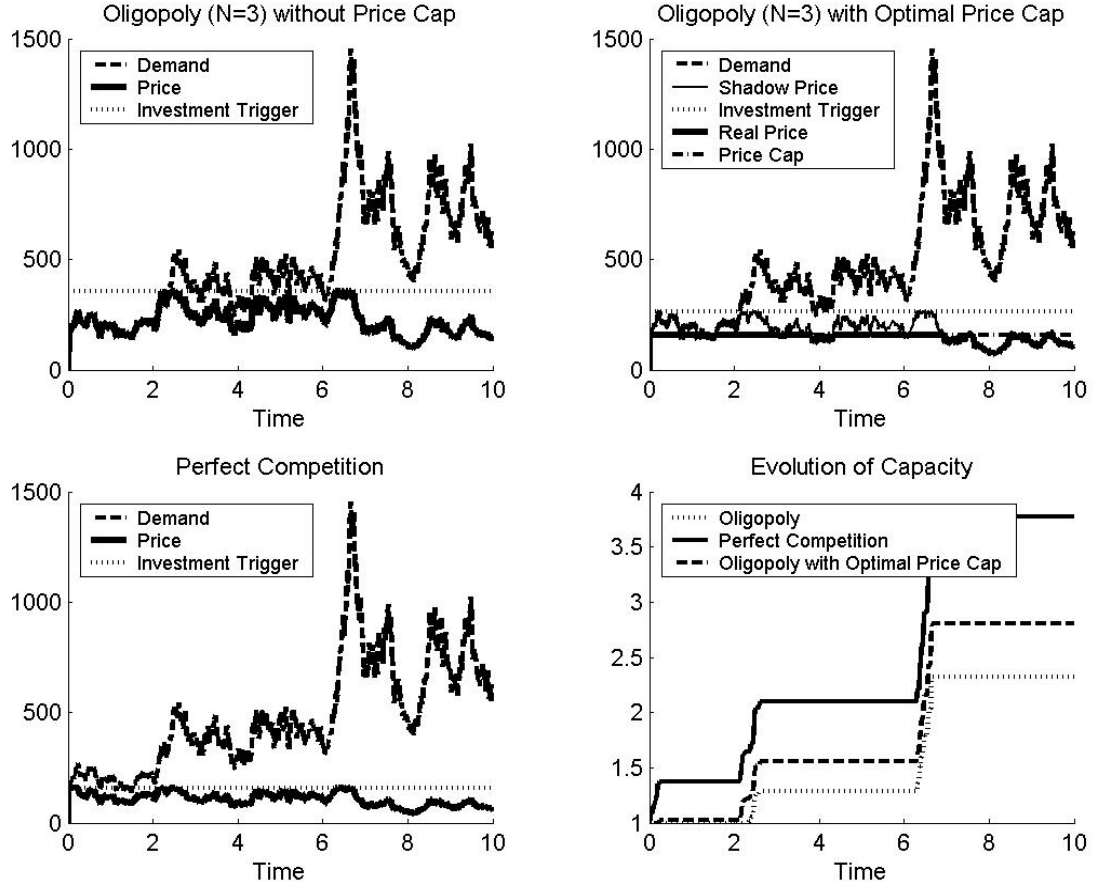 Oligopoly (N=3) without Price Cap
1500
1000
500
0
Demand
Price
Investment Trigger
0 2 4 6 8 10
Time
Oligopoly (N=3) with Optimal Price Cap
1500
1000
500
0
Demand
Shadow Price
Investment Trigger
Real Price
Price Cap
0 2 4 6 8 10
Time
Perfect Competition
1500
1000
500
0
Demand
Price
Investment Trigger
0 2 4 6 8 10
Time
Evolution of Capacity
4
3.5
3
2.5
2
1.5
1
Oligopoly
Perfect Competition
Oligopoly with Optimal Price Cap
0 2 4 6 8 10
Time